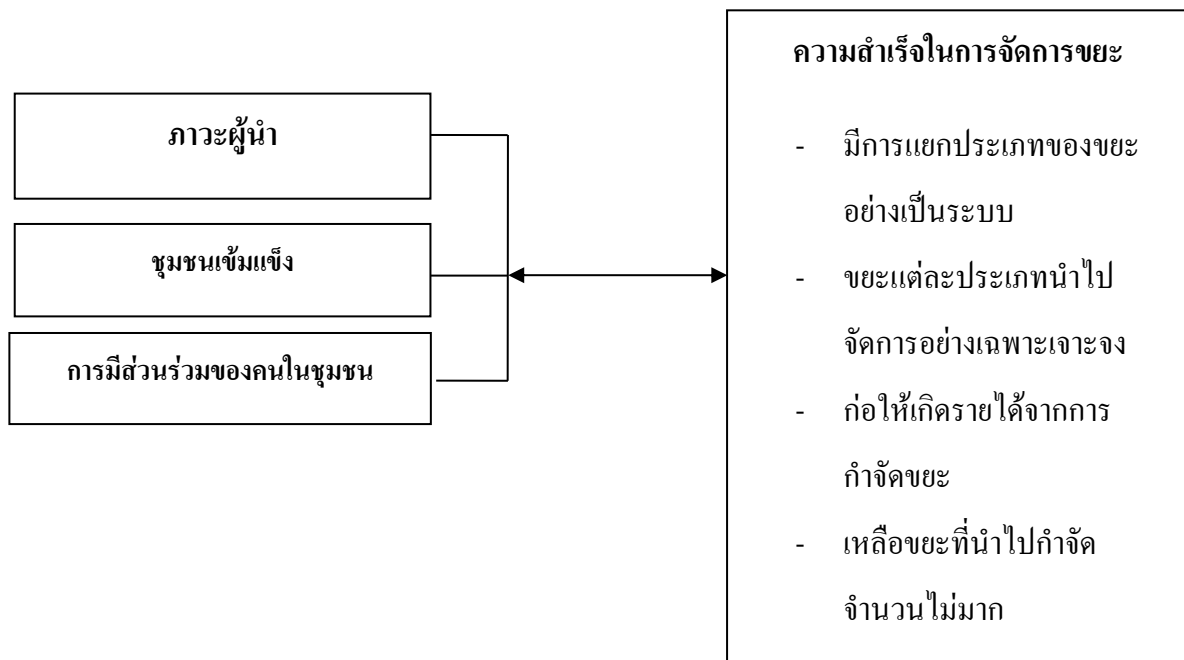 ภาวะผู้นำ
ชุมชนเข้มแข็ง
การมีส่วนร่วมของคนในชุมชน
ความสำเร็จในการจัดการขยะ
- มีการแยกประเภทของขยะ
อย่างเป็นระบบ
- ขยะแต่ละประเภทนำไป
จัดการอย่างเฉพาะเจาะจง
- ก่อให้เกิดรายได้จากการ
กำจัดขยะ
- เหลือขยะที่นำไปกำจัด
จำนวนไม่มาก